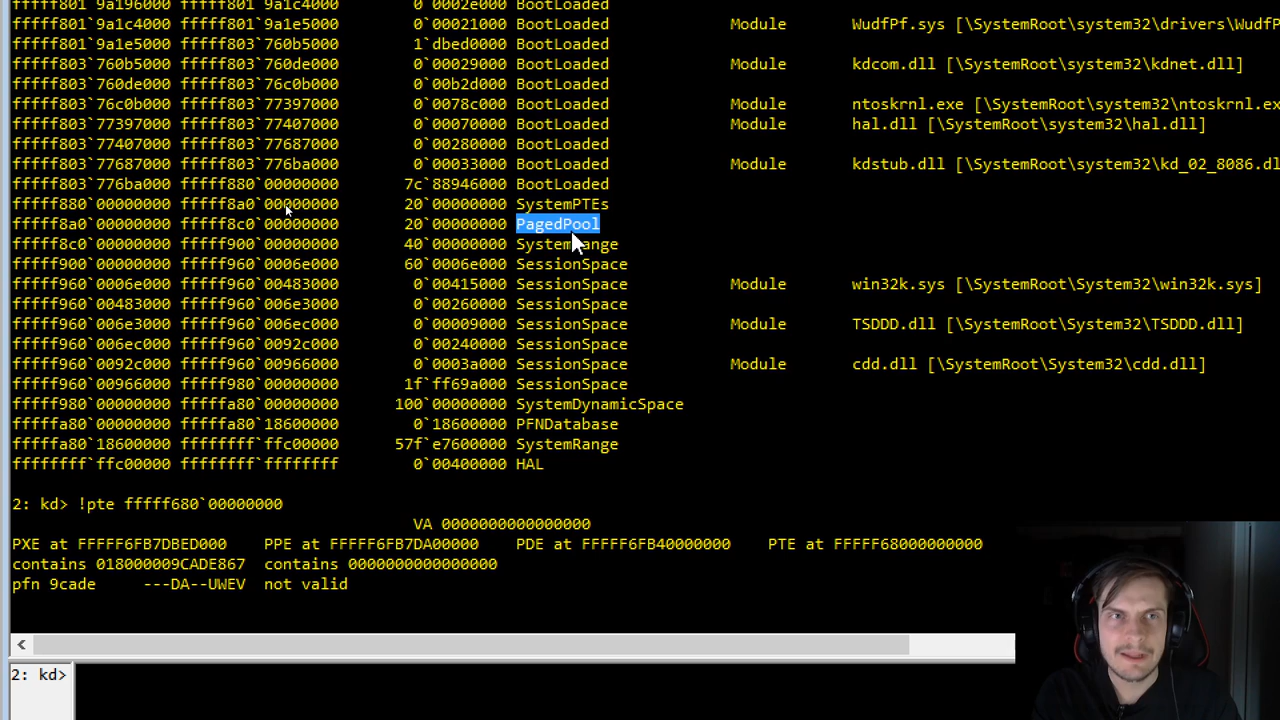 fffff801`9a196000 fffff801`9a1c4000 0`0002e000 BootLoaded
fffff801`9a1c4000 fffff801`9a1e5000 0`00021000 BootLoaded Module WudfPf.sys [\SystemRoot\system32\drivers\WudfP
fffff801`9a1e5000 fffff803`760b5000 1`dbed0000 BootLoaded
fffff803`760b5000 fffff803`760de000 0`00029000 BootLoaded Module kdcom.dll [\SystemRoot\system32\kdnet.dll]
fffff803`760de000 fffff803`76c0b000 0`00b2d000 BootLoaded
fffff803`76c0b000 fffff803`77397000 0`0078c000 BootLoaded Module ntoskrnl.exe [\SystemRoot\system32\ntoskrnl.ex
fffff803`77397000 fffff803`77407000 0`00070000 BootLoaded Module hal.dll [\SystemRoot\system32\hal.dll]
fffff803`77407000 fffff803`77687000 0`00280000 BootLoaded
fffff803`77687000 fffff803`776ba000 0`00033000 BootLoaded Module kdstub.dll [\SystemRoot\system32\kd_02_8086.dl
fffff803`776ba000 fffff880`00000000 7c`88946000 BootLoaded
fffff880`00000000 fffff8a0`00000000 20`00000000 SystemPTEs
fffff8a0`00000000 fffff8c0`00000000 20`00000000 PagedPool
fffff8c0`00000000 fffff900`00000000 40`00000000 SystemRange
fffff900`00000000 fffff960`0006e000 60`0006e000 SessionSpace
fffff960`0006e000 fffff960`00483000 0`00415000 SessionSpace Module win32k.sys [\SystemRoot\System32\win32k.sys]
fffff960`00483000 fffff960`006e3000 0`00260000 SessionSpace
fffff960`006e3000 fffff960`006ec000 0`00009000 SessionSpace Module TSDDD.dll [\SystemRoot\System32\TSDDD.dll]
fffff960`006ec000 fffff960`0092c000 0`00240000 SessionSpace
fffff960`0092c000 fffff960`00966000 0`0003a000 SessionSpace Module cdd.dll [\SystemRoot\System32\cdd.dll]
fffff960`00966000 fffff980`00000000 1f`ff69a000 SessionSpace
fffff980`00000000 fffffa80`00000000 100`00000000 SystemDynamicSpace
fffffa80`00000000 fffffa80`18600000 0`18600000 PFNDatabase
fffffa80`18600000 ffffffff`ffc00000 57f`e7600000 SystemRange
ffffffff`ffc00000 ffffffff`ffffffff 0`00400000 HAL
2: kd> !pte fffff680`00000000
VA 0000000000000000
PXE at FFFFF6FB7DBED000 PPE at FFFFF6FB7DA00000 PDE at FFFFF6FB40000000 PTE at FFFFF68000000000
contains 018000009CADE867 contains 0000000000000000
pfn 9cade ---DA--UWEV not valid
2: kd>